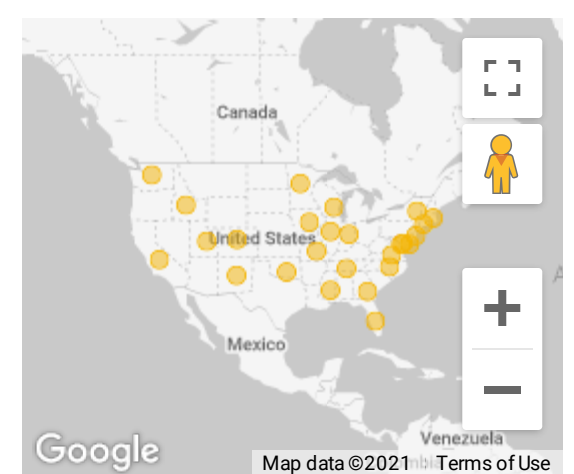 Canada
United States
Mexico
Venezuela
Google
Map data ©2021
Terms of Use